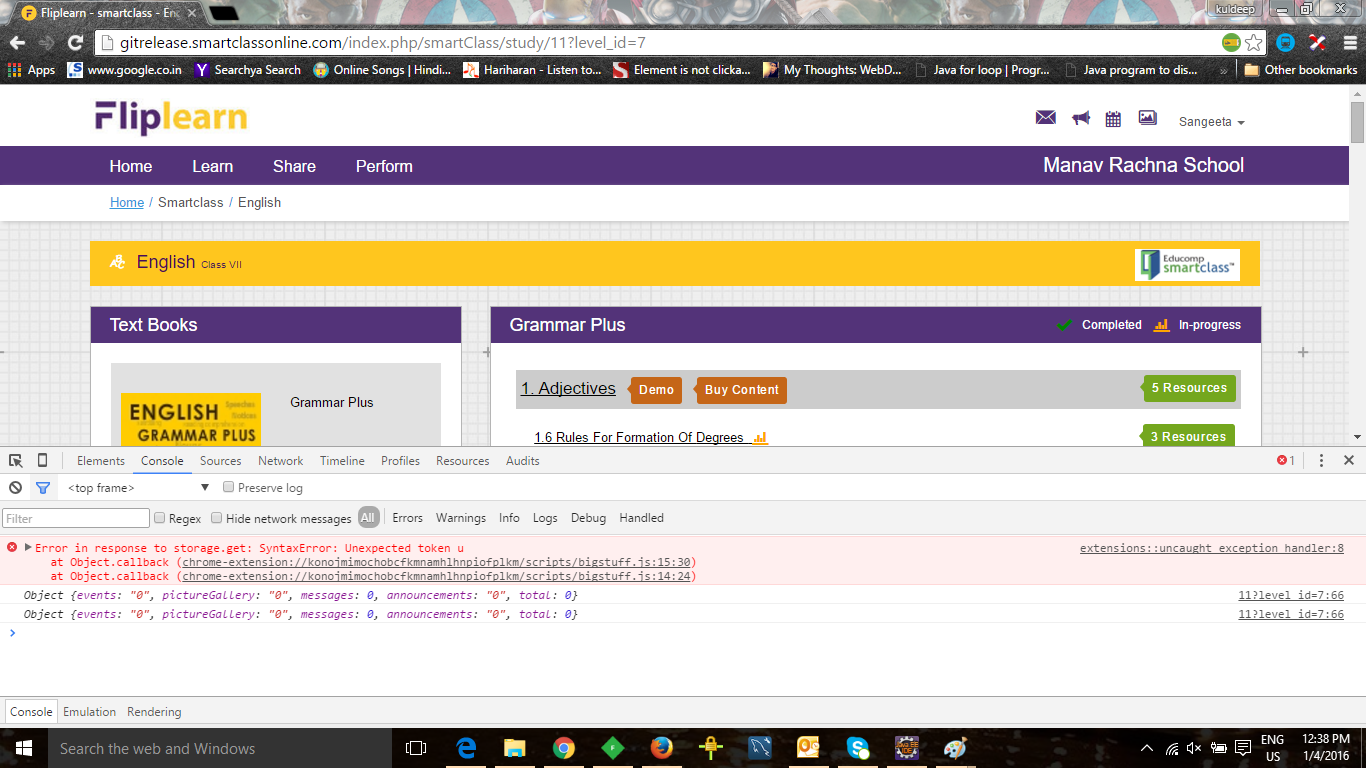 Fliplearn - smartclass - Eng
kuldeep
gitrelease.smartclassonline.com/index.php/smartClass/study/11?level_id=7
Apps www.google.co.in Searchya Search Online Songs | Hindi... Hariharan - Listen to... Element is not clicka... My Thoughts: WebD... Java for loop | Progr... Java program to dis... » Other bookmarks
Fliplearn
Sangeeta
Home Learn Share Perform Manav Rachna School
Home / Smartclass / English
English Class VII
Educomp
smartclass™
Text Books
Grammar Plus Completed In-progress
ENGLISH
GRAMMAR PLUS
Speeches
Grammar Plus
1. Adjectives Demo Buy Content 5 Resources
1.6 Rules For Formation Of Degrees 3 Resources
Elements Console Sources Network Timeline Profiles Resources Audits 1
<top frame> Preserve log
Filter Regex Hide network messages All Errors Warnings Info Logs Debug Handled
Error in response to storage.get: SyntaxError: Unexpected token u extensions::uncaught_exception_handler:8
at Object.callback (chrome-extension://konojmimochobcfkmnamhlhnpiofplkm/scripts/bigstuff.js:15:30)
at Object.callback (chrome-extension://konojmimochobcfkmnamhlhnpiofplkm/scripts/bigstuff.js:14:24)
Object {events: "0", pictureGallery: "0", messages: 0, announcements: "0", total: 0} 11?level_id=7:66
Object {events: "0", pictureGallery: "0", messages: 0, announcements: "0", total: 0} 11?level_id=7:66
Console Emulation Rendering
Search the web and Windows
ENG
US
12:38 PM
1/4/2016